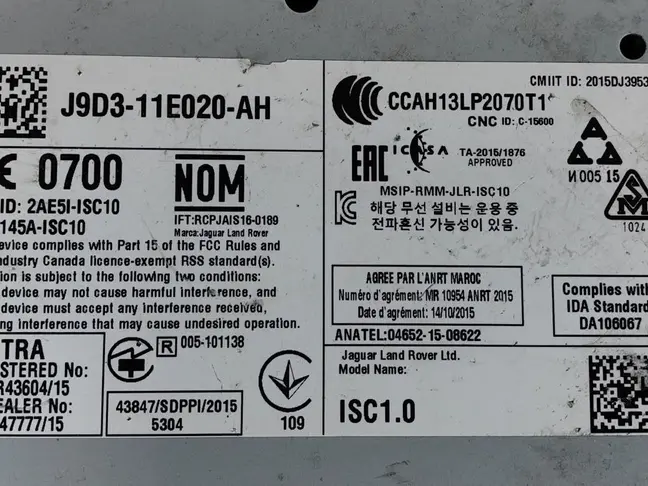 J9D3-11E020-AH
CE 0700
NOM
ID: 2AE5I-ISC10
145A-ISC10
IFT:RCPJAIS16-0189
Marca:Jaguar Land Rover
evice complies with Part 15 of the FCC Rules and
dustry Canada licence-exempt RSS standard(s).
ion is subject to the following two conditions:
device may not cause harmful interference, and
device must accept any interference received,
ng interference that may cause undesired operation.
TRA
STERED No:
R43604/15
EALER No:
47777/15
R 005-101138
43847/SDPPI/2015
5304
109
CMIIT ID: 2015DJ3953
CCAH13LP2070T1
CNC ID: C-15600
EAC
ICASA
TA-2015/1876
APPROVED
И 005 15
MSIP-RMM-JLR-ISC10
해당 무선 설비는 운용 중
전파혼신 가능성이 있음.
1024
AGREE PAR L'ANRT MAROC
Numéro d'agrément: MR 10954 ANRT 2015
Date d'agrément: 14/10/2015
Complies with
IDA Standard
DA106067
ANATEL:04652-15-08622
Jaguar Land Rover Ltd.
Model Name:
ISC1.0